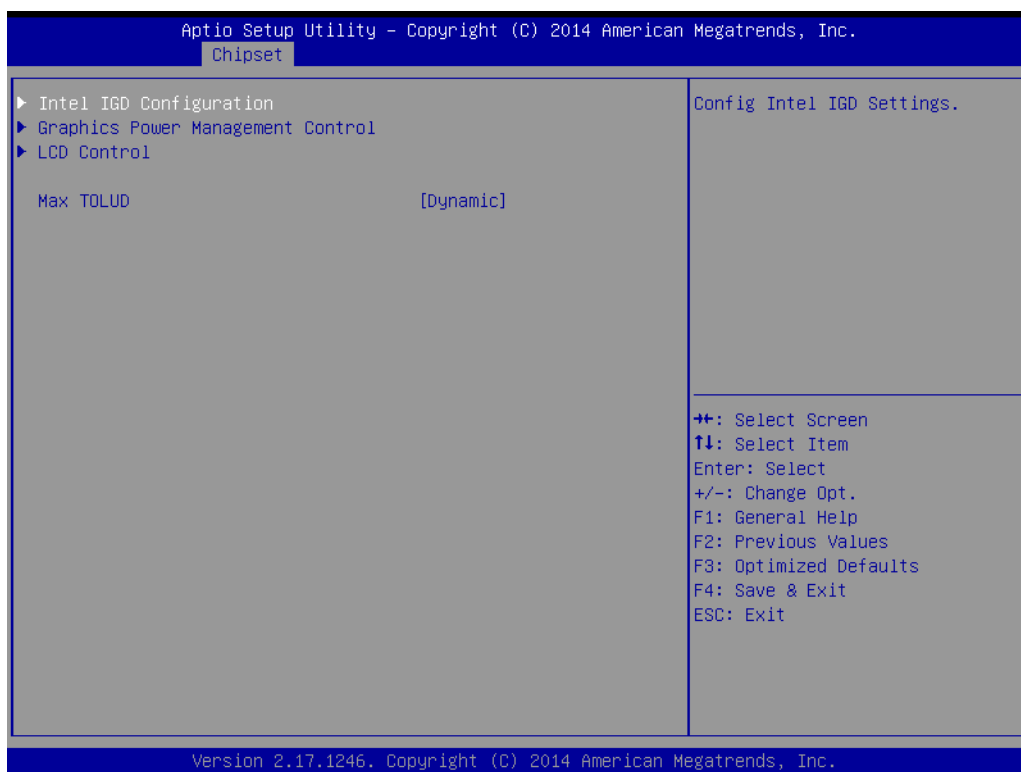 Aptio Setup Utility – Copyright (C) 2014 American Megatrends, Inc.
Chipset
▶ Intel IGD Configuration
▶ Graphics Power Management Control
▶ LCD Control
Max TOLUD [Dynamic]
Config Intel IGD Settings.
→←: Select Screen
↑↓: Select Item
Enter: Select
+/-: Change Opt.
F1: General Help
F2: Previous Values
F3: Optimized Defaults
F4: Save & Exit
ESC: Exit
Version 2.17.1246. Copyright (C) 2014 American Megatrends, Inc.